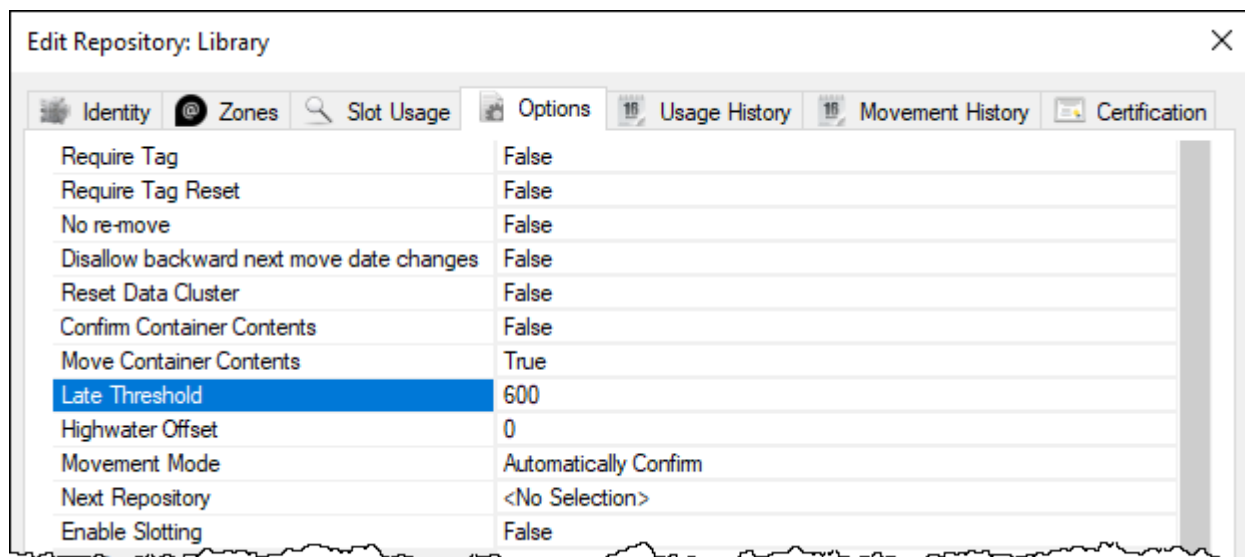 Edit Repository: Library
Identity @ Zones Slot Usage Options 16 Usage History 16 Movement History Certification
Require Tag False
Require Tag Reset False
No re-move False
Disallow backward next move date changes False
Reset Data Cluster False
Confirm Container Contents False
Move Container Contents True
Late Threshold 600
Highwater Offset 0
Movement Mode Automatically Confirm
Next Repository <No Selection>
Enable Slotting False